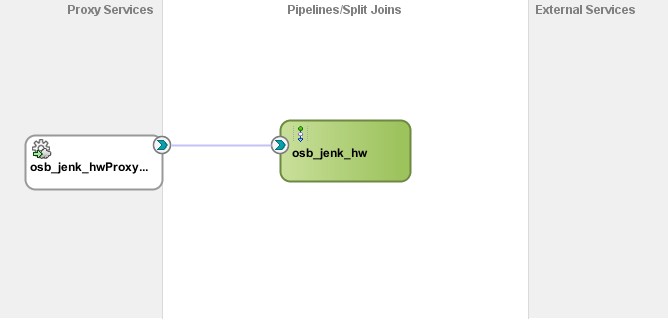 Proxy Services
Pipelines/Split Joins
External Services
osb_jenk_hwProxy...
osb_jenk_hw